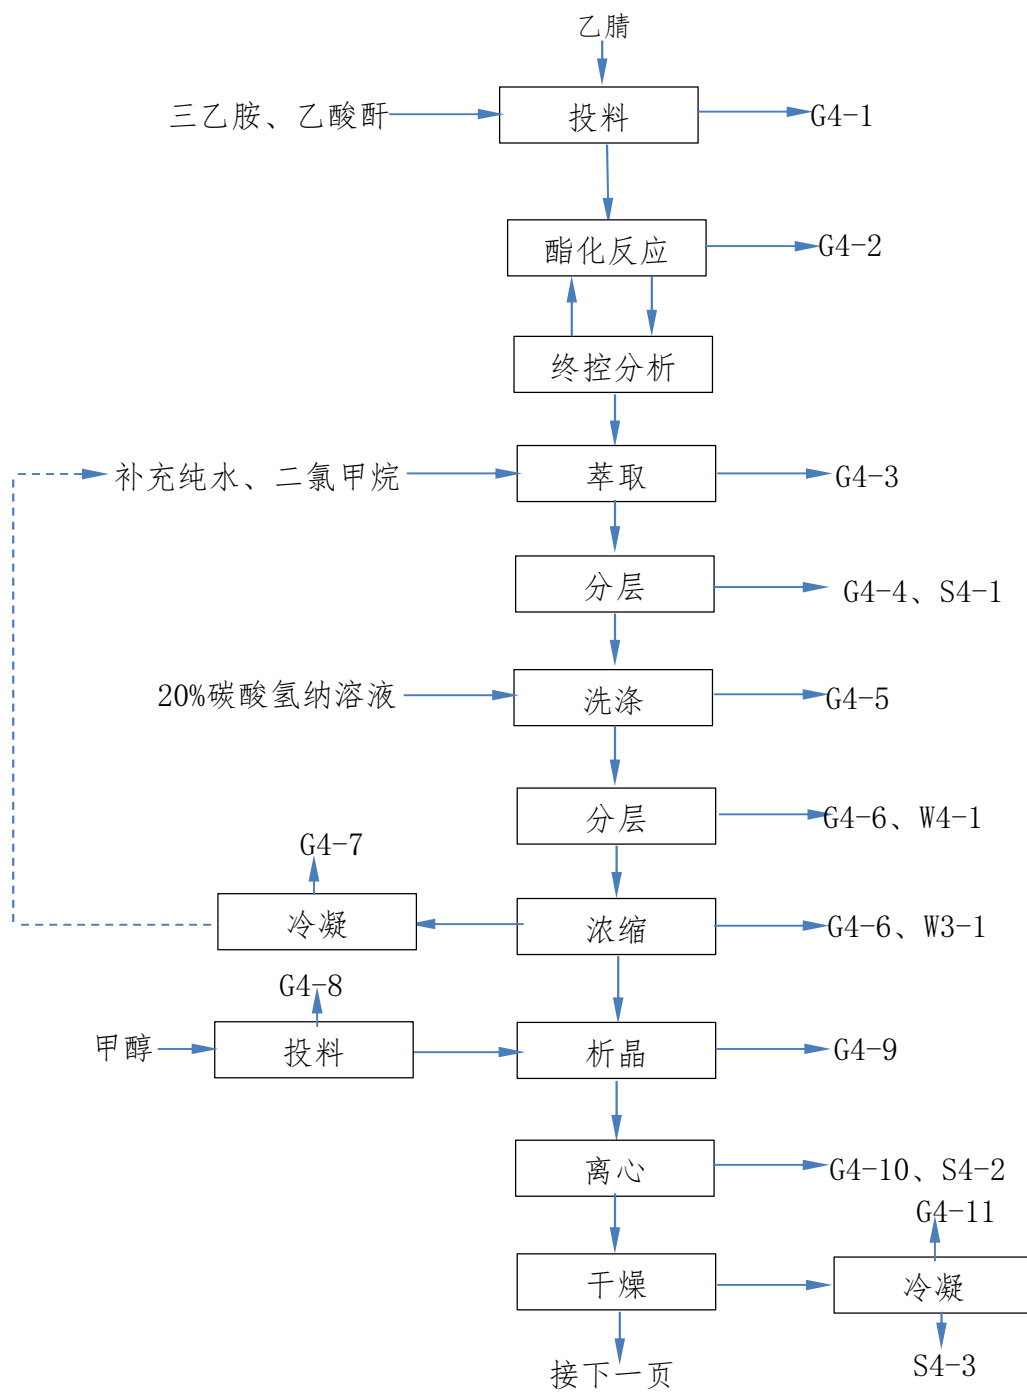 乙腈
三乙胺、乙酸酐
投料
G4-1
酯化反应
G4-2
终控分析
补充纯水、二氯甲烷
萃取
G4-3
分层
G4-4、S4-1
20%碳酸氢纳溶液
洗涤
G4-5
分层
G4-6、W4-1
G4-7
冷凝
浓缩
G4-6、W3-1
G4-8
甲醇
投料
析晶
G4-9
离心
G4-10、S4-2
G4-11
干燥
冷凝
接下一页
S4-3